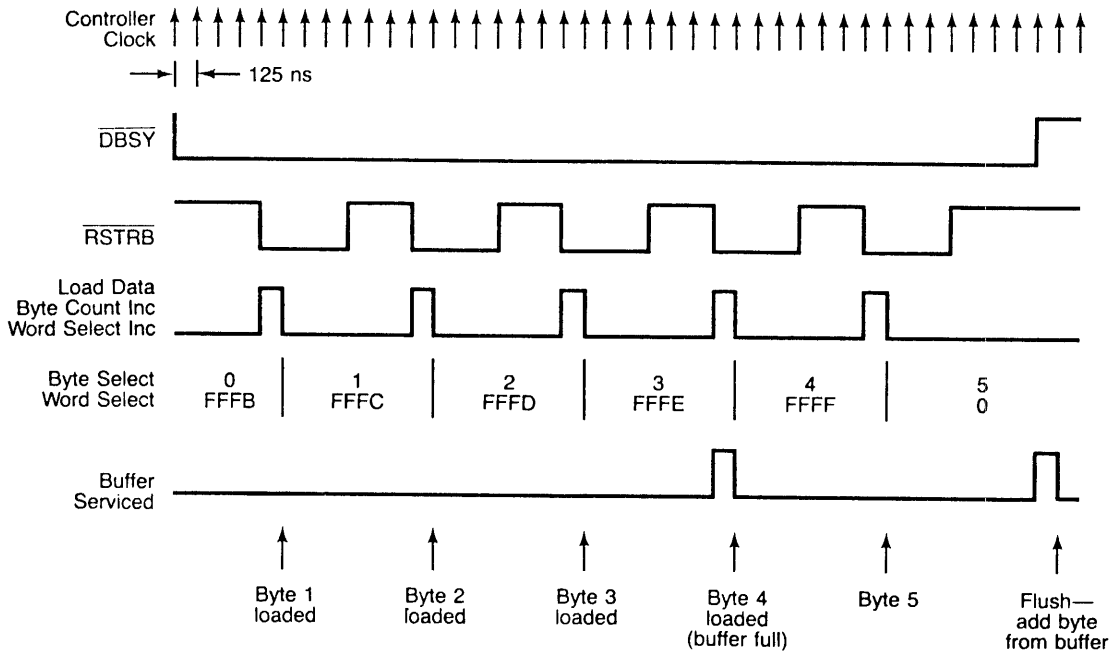 Controller
Clock
125 ns
DBSY
RSTRB
Load Data
Byte Count Inc
Word Select Inc
Byte Select
Word Select
0 1 2 3 4 5
FFFB FFFC FFFD FFFE FFFF 0
Buffer
Serviced
Byte 1
loaded
Byte 2
loaded
Byte 3
loaded
Byte 4
loaded
(buffer full)
Byte 5
Flush—
add byte
from buffer